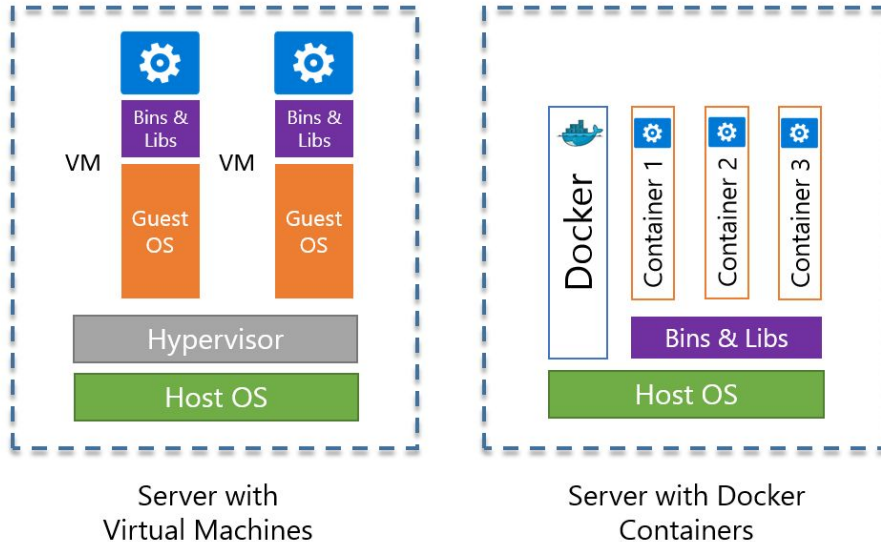 VM
Bins &
Libs
Guest
OS
VM
Bins &
Libs
Guest
OS
Hypervisor
Host OS
Server with
Virtual Machines
Docker
Container 1
Container 2
Container 3
Bins & Libs
Host OS
Server with Docker
Containers